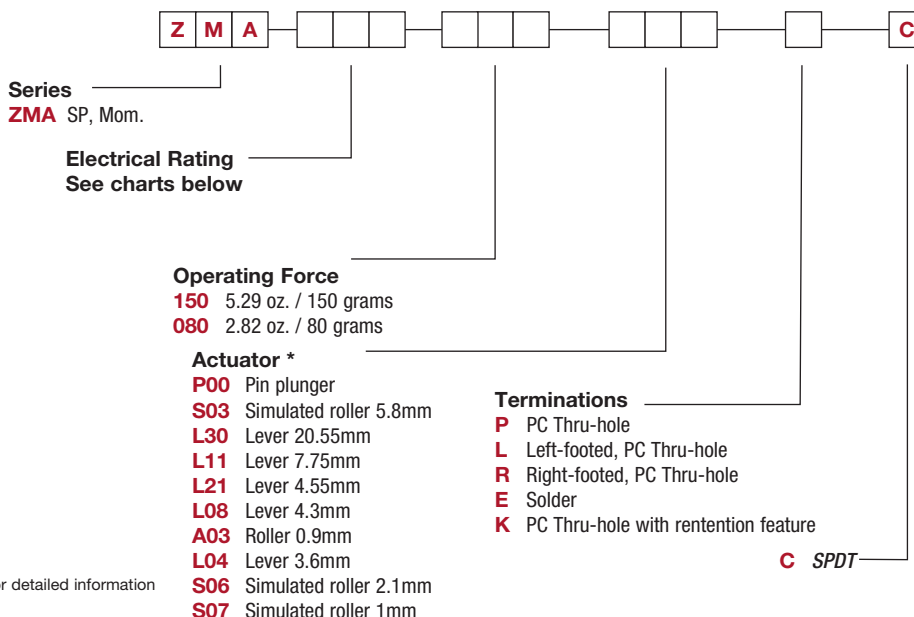 Z M A C
Series
ZMA SP, Mom.
Electrical Rating
See charts below
Operating Force
150 5.29 oz. / 150 grams
080 2.82 oz. / 80 grams
Actuator *
P00 Pin plunger
S03 Simulated roller 5.8mm
L30 Lever 20.55mm
L11 Lever 7.75mm
L21 Lever 4.55mm
L08 Lever 4.3mm
A03 Roller 0.9mm
L04 Lever 3.6mm
S06 Simulated roller 2.1mm
S07 Simulated roller 1mm
Terminations
P PC Thru-hole
L Left-footed, PC Thru-hole
R Right-footed, PC Thru-hole
E Solder
K PC Thru-hole with rentention feature
C SPDT
detailed information